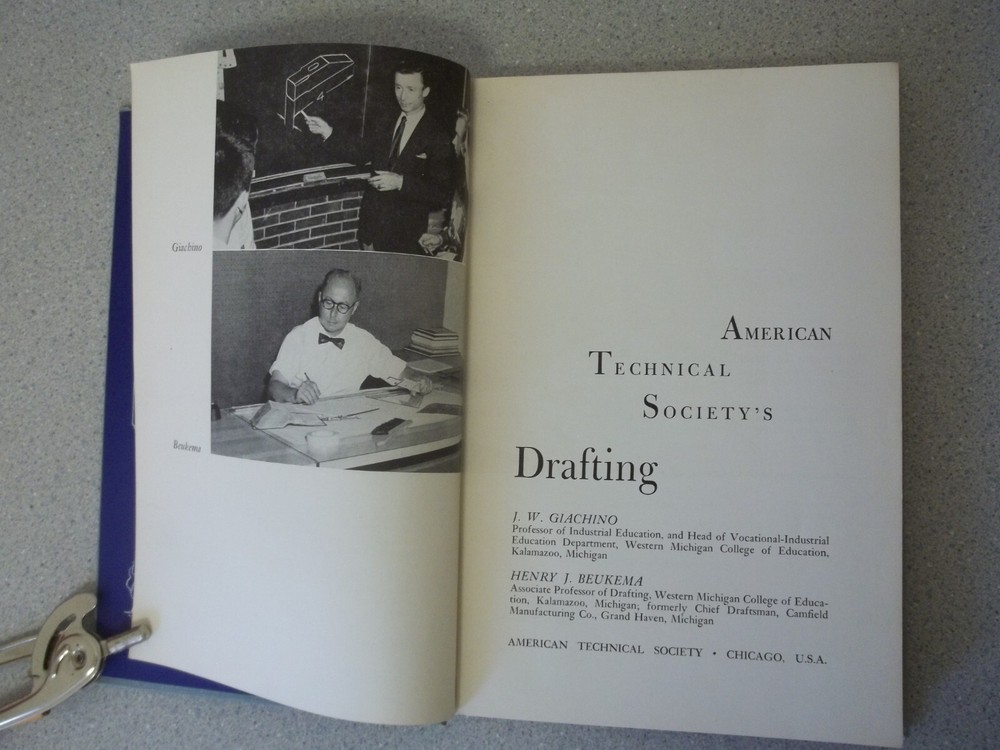 Giachino
Beukema
AMERICAN
TECHNICAL
SOCIETY'S
Drafting
J. W. GIACHINO
Professor of Industrial Education, and Head of Vocational-Industrial
Education Department, Western Michigan College of Education,
Kalamazoo, Michigan
HENRY J. BEUKEMA
Associate Professor of Drafting, Western Michigan College of Educa-
tion, Kalamazoo, Michigan; formerly Chief Draftsman, Camfield
Manufacturing Co., Grand Haven, Michigan
AMERICAN TECHNICAL SOCIETY • CHICAGO, U.S.A.